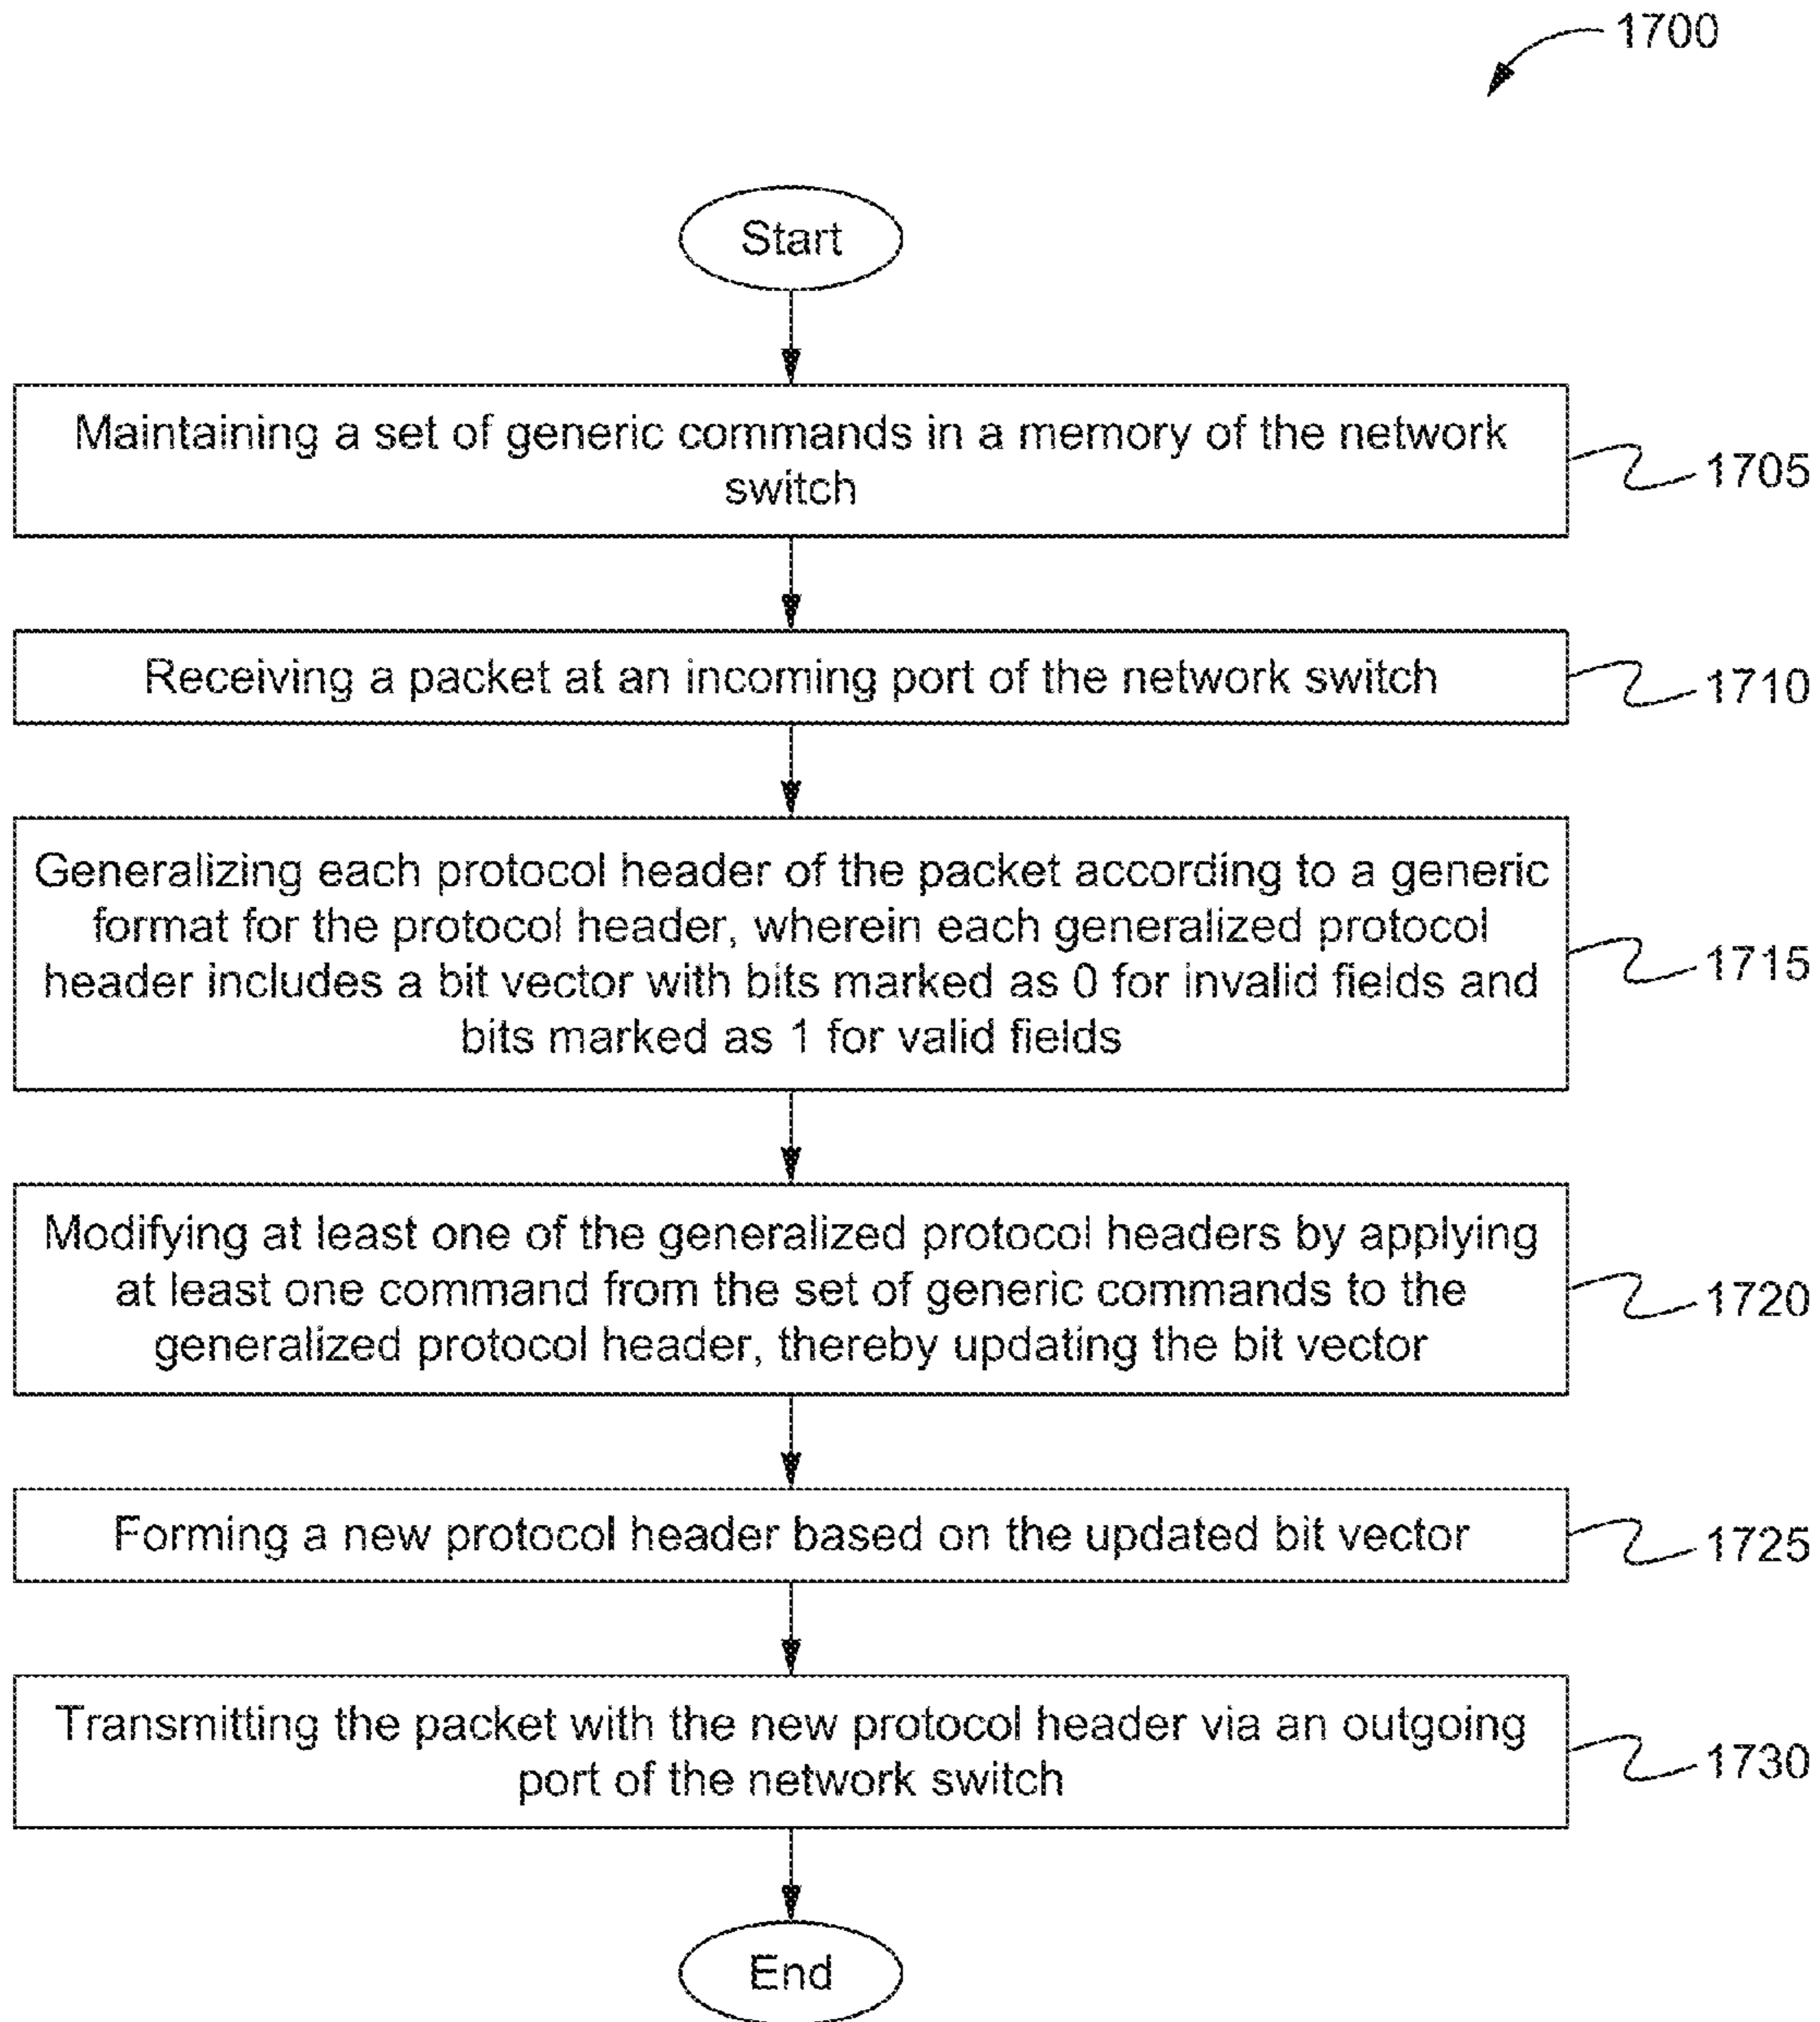 1700
Start
Maintaining a set of generic commands in a memory of the network
switch
1705
Receiving a packet at an incoming port of the network switch
1710
Generalizing each protocol header of the packet according to a generic
format for the protocol header, wherein each generalized protocol
header includes a bit vector with bits marked as 0 for invalid fields and
bits marked as 1 for valid fields
1715
Modifying at least one of the generalized protocol headers by applying
at least one command from the set of generic commands to the
generalized protocol header, thereby updating the bit vector
1720
Forming a new protocol header based on the updated bit vector
1725
Transmitting the packet with the new protocol header via an outgoing
port of the network switch
1730
End